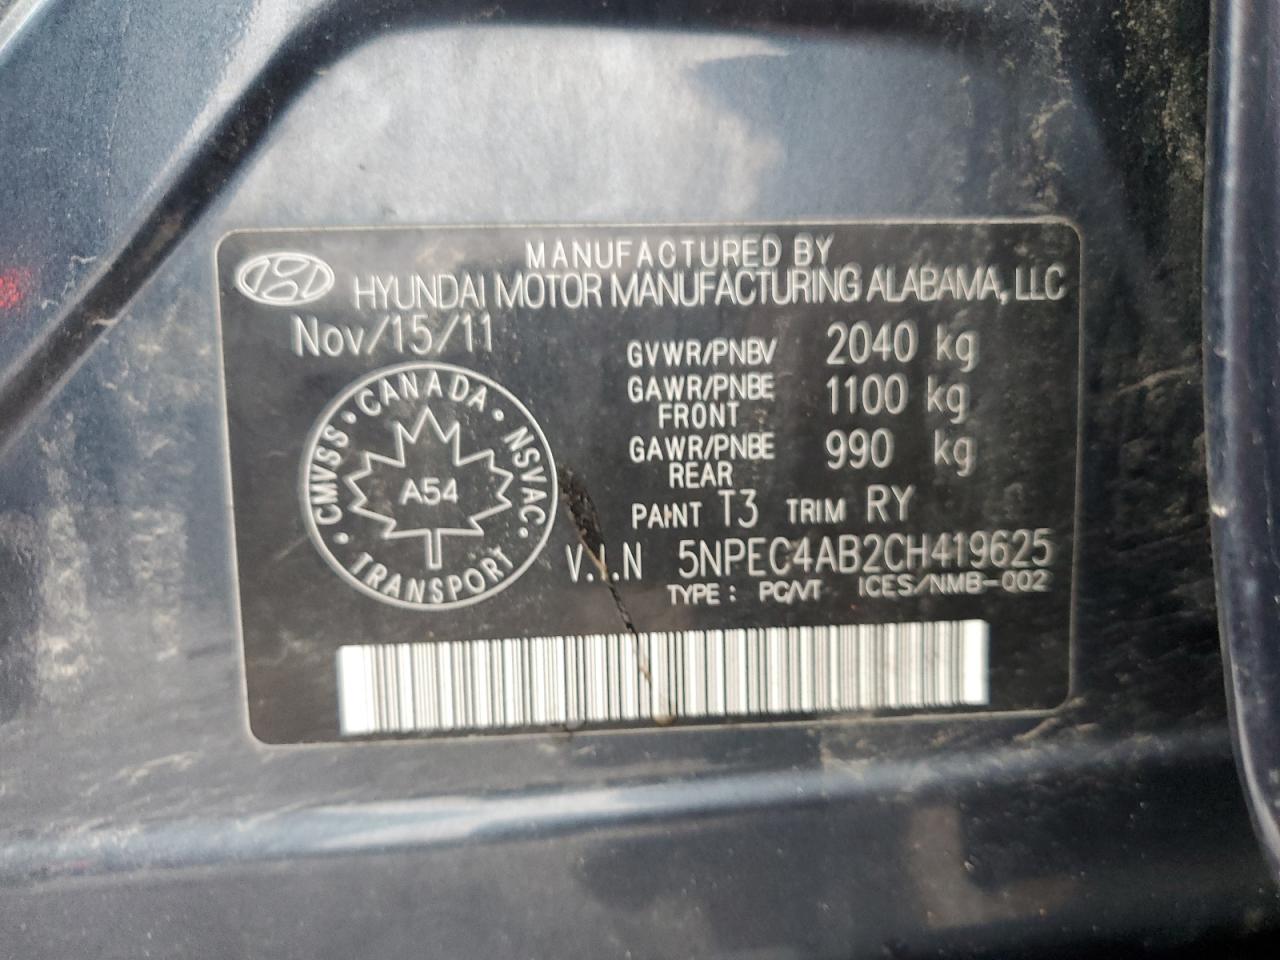 MANUFACTURED BY
HYUNDAI MOTOR MANUFACTURING ALABAMA, LLC
Nov/15/11
GVWR/PNBV 2040 kg
GAWR/PNBE FRONT 1100 kg
GAWR/PNBE REAR 990 kg
PAINT T3 TRIM RY
V.I.N 5NPEC4AB2CH419625
TYPE: PC/VT ICES/NMB-002
CANADA
CMVSS · NSVAC
A54
TRANSPORT